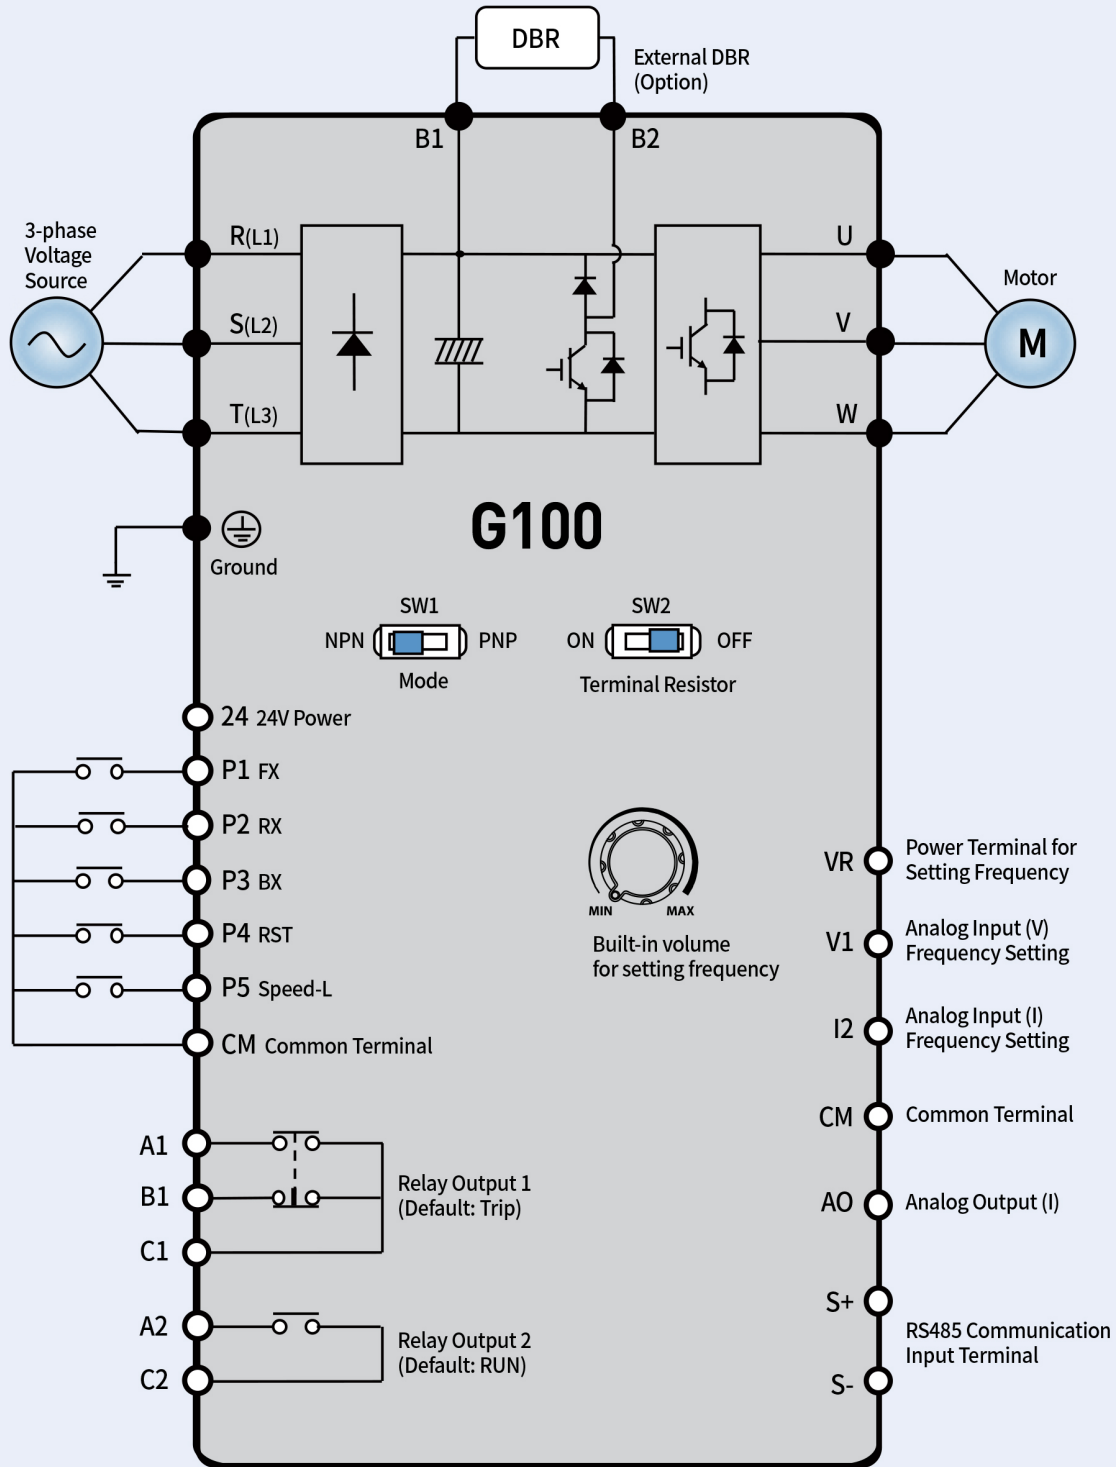 DBR
External DBR
(Option)
B1
B2
3-phase
Voltage
Source
R(L1)
U
Motor
S(L2)
V
M
T(L3)
W
G100
Ground
SW1
SW2
NPN
PNP
ON
OFF
Mode
Terminal Resistor
24 24V Power
P1 FX
P2 RX
P3 BX
P4 RST
P5 Speed-L
CM Common Terminal
MIN
MAX
Built-in volume
for setting frequency
VR
Power Terminal for
Setting Frequency
V1
Analog Input (V)
Frequency Setting
I2
Analog Input (I)
Frequency Setting
CM
Common Terminal
AO
Analog Output (I)
S+
RS485 Communication
Input Terminal
S-
A1
B1
C1
Relay Output 1
(Default: Trip)
A2
C2
Relay Output 2
(Default: RUN)